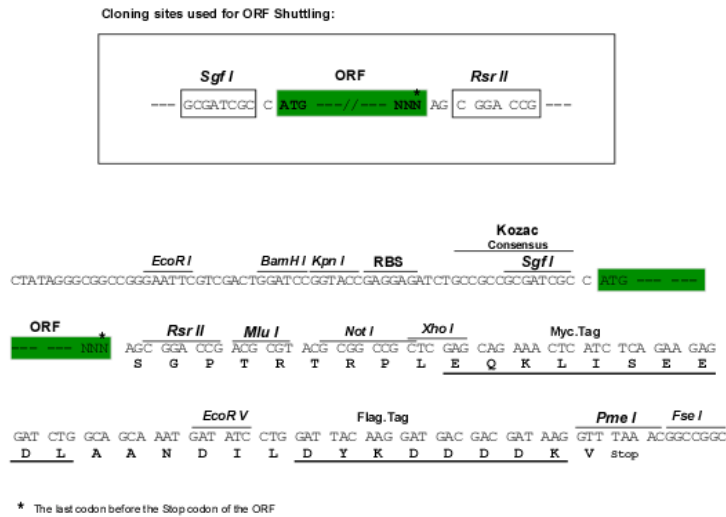 Cloning sites used for ORF Shuttling:
Sgf I ORF Rsr II
*
--- GCGATCGC C ATG ---//--- NNN AG C GGA CCG ---
Kozac
Consensus
EcoR I BamH I Kpn I RBS Sgf I
CTATAGGGCGGCCGGGAATTCGTCGACTGGATCCGGTACCGAGGAGATCTGCCGCCGCGATCGC C ATG --- ---
ORF * Rsr II Mlu I Not I Xho I Myc.Tag
--- --- NNN AGC GGA CCG ACG CGT ACG CGG CCG CTC GAG CAG AAA CTC ATC TCA GAA GAG
S G P T R T R P L E Q K L I S E E
EcoR V Flag.Tag Pme I Fse I
GAT CTG GCA GCA AAT GAT ATC CTG GAT TAC AAG GAT GAC GAC GAT AAG GTT TAA ACGGCCGGC
D L A A N D I L D Y K D D D D K V Stop
* The last codon before the Stop codon of the ORF